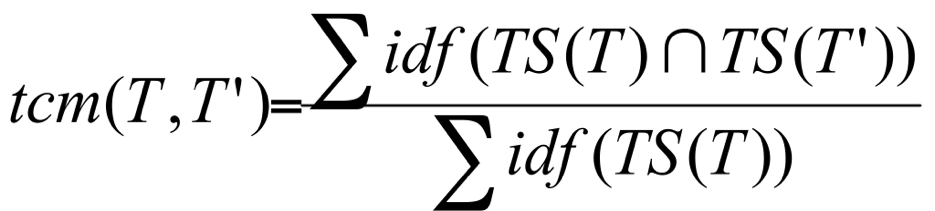 tcm(T,T')=
∑ idf(TS(T)∩TS(T'))
∑ idf(TS(T))